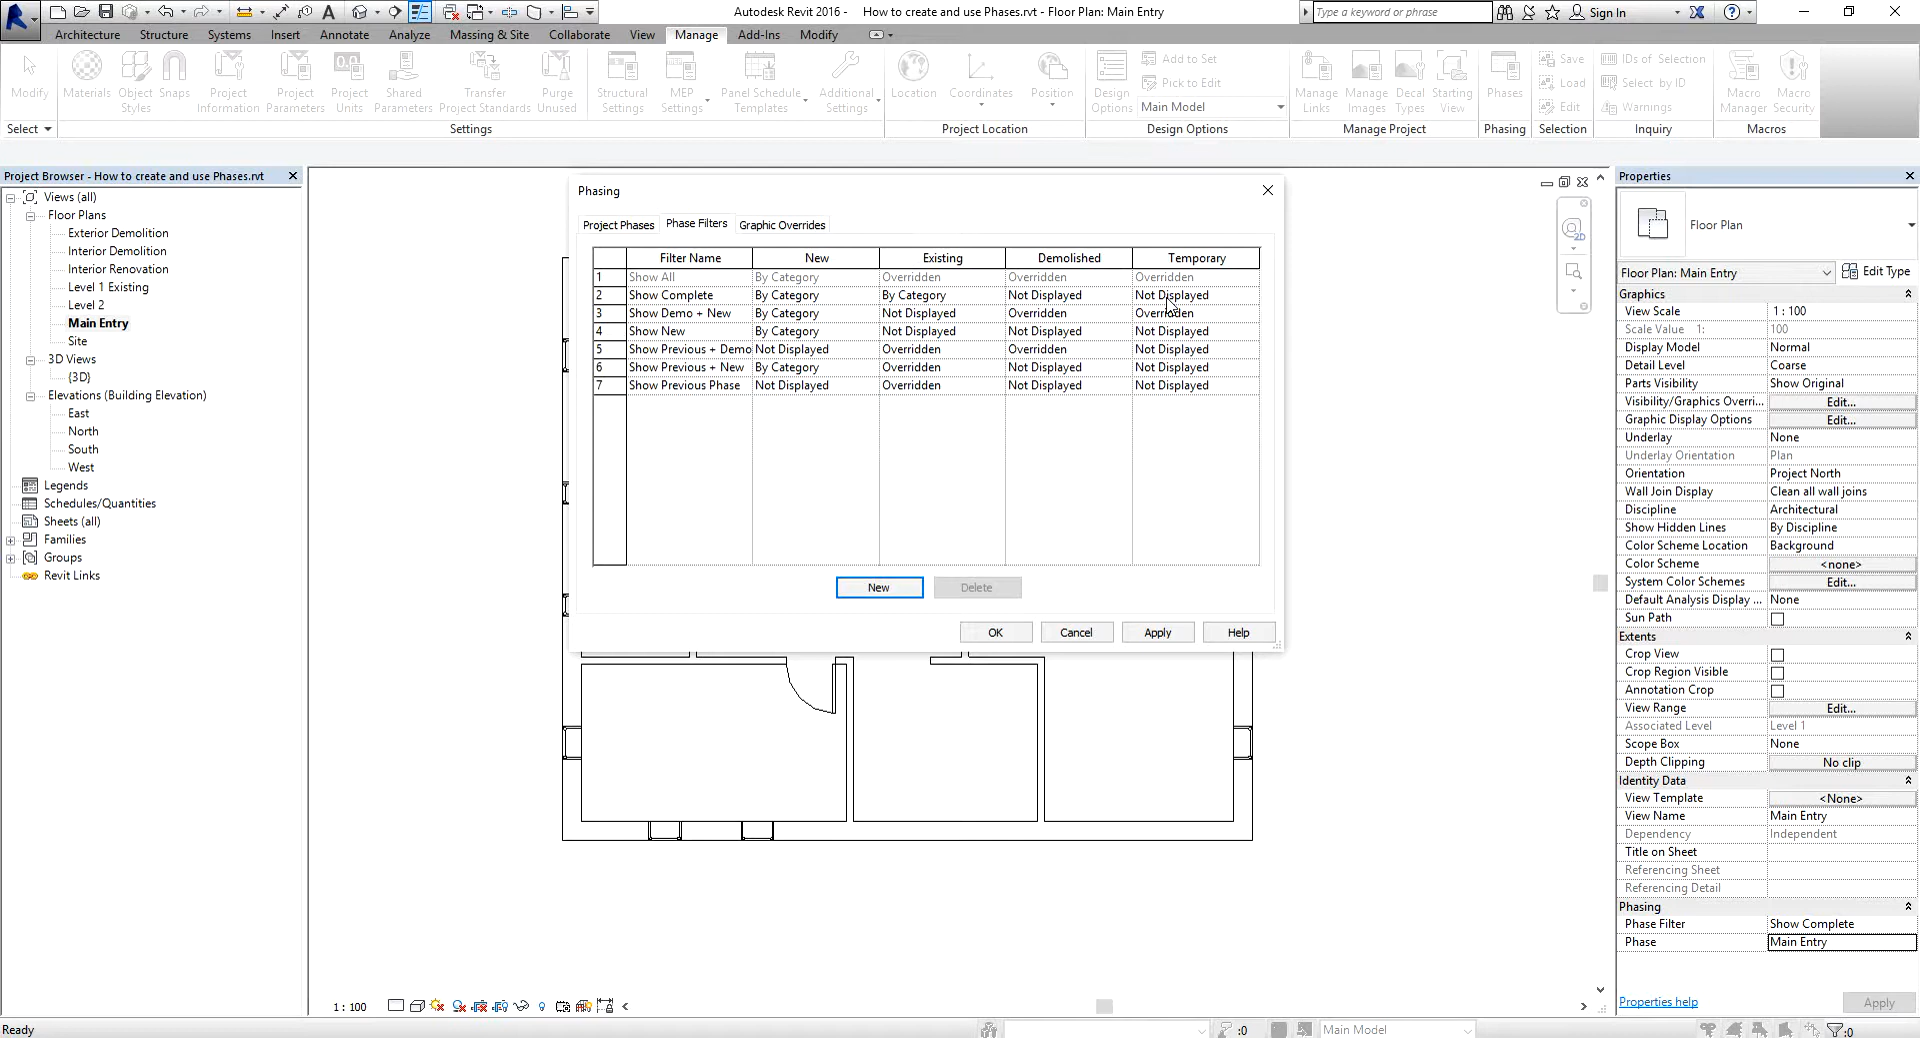 Autodesk Revit 2016 - How to create and use Phases.rvt - Floor Plan: Main Entry
Type a keyword or phrase
Sign In
Architecture Structure Systems Insert Annotate Analyze Massing & Site Collaborate View Manage Add-Ins Modify
Modify
Materials
Object Styles
Snaps
Project Information
Project Parameters
Project Units
Shared Parameters
Transfer Project Standards
Purge Unused
Structural Settings
MEP Settings
Panel Schedule Templates
Additional Settings
Location
Coordinates
Position
Design Options
Add to Set
Pick to Edit
Main Model
Manage Links
Manage Images
Decal Types
Starting View
Phases
Save
Load
Edit
IDs of Selection
Select by ID
Warnings
Macro Manager
Macro Security
Select Settings Project Location Design Options Manage Project Phasing Selection Inquiry Macros
Project Browser - How to create and use Phases.rvt
Views (all)
Floor Plans
Exterior Demolition
Interior Demolition
Interior Renovation
Level 1 Existing
Level 2
Main Entry
Site
3D Views
{3D}
Elevations (Building Elevation)
East
North
South
West
Legends
Schedules/Quantities
Sheets (all)
Families
Groups
Revit Links
Phasing
Project Phases Phase Filters Graphic Overrides
Filter Name New Existing Demolished Temporary
1 Show All By Category Overridden Overridden Overridden
2 Show Complete By Category By Category Not Displayed Not Displayed
3 Show Demo + New By Category Not Displayed Overridden Overridden
4 Show New By Category Not Displayed Not Displayed Not Displayed
5 Show Previous + Demo Not Displayed Overridden Overridden Not Displayed
6 Show Previous + New By Category Overridden Not Displayed Not Displayed
7 Show Previous Phase Not Displayed Overridden Not Displayed Not Displayed
New Delete
OK Cancel Apply Help
2D
Properties
Floor Plan
Floor Plan: Main Entry Edit Type
Graphics
View Scale 1 : 100
Scale Value 1: 100
Display Model Normal
Detail Level Coarse
Parts Visibility Show Original
Visibility/Graphics Overri... Edit...
Graphic Display Options Edit...
Underlay None
Underlay Orientation Plan
Orientation Project North
Wall Join Display Clean all wall joins
Discipline Architectural
Show Hidden Lines By Discipline
Color Scheme Location Background
Color Scheme <none>
System Color Schemes Edit...
Default Analysis Display ... None
Sun Path
Extents
Crop View
Crop Region Visible
Annotation Crop
View Range Edit...
Associated Level Level 1
Scope Box None
Depth Clipping No clip
Identity Data
View Template <None>
View Name Main Entry
Dependency Independent
Title on Sheet
Referencing Sheet
Referencing Detail
Phasing
Phase Filter Show Complete
Phase Main Entry
Properties help Apply
1 : 100
Ready :0 Main Model :0